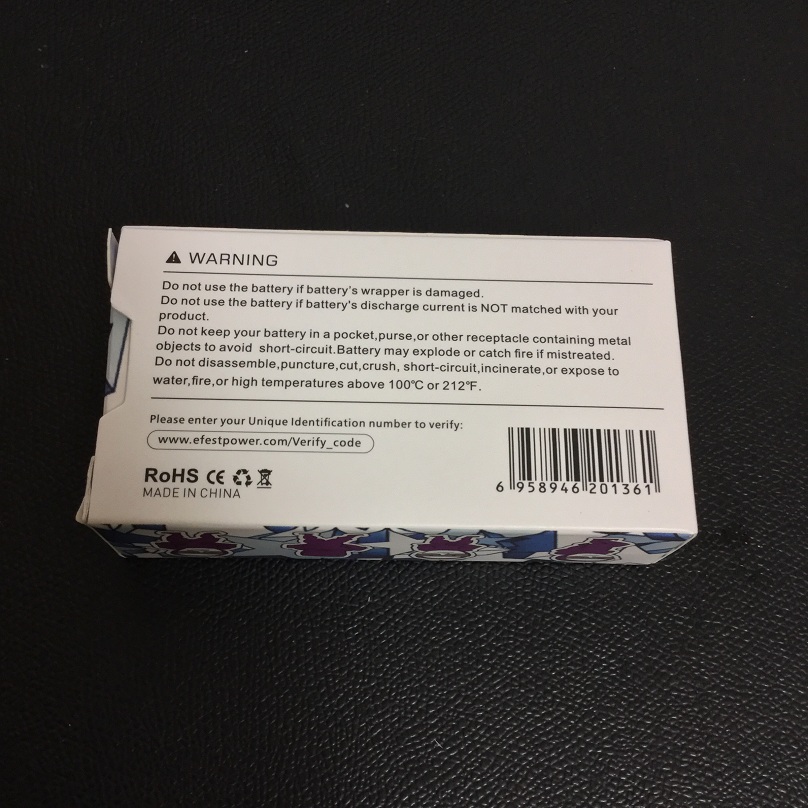 WARNING
Do not use the battery if battery's wrapper is damaged.
Do not use the battery if battery's discharge current is NOT matched with your
product.
Do not keep your battery in a pocket,purse,or other receptacle containing metal
objects to avoid short-circuit.Battery may explode or catch fire if mistreated.
Do not disassemble,puncture,cut,crush, short-circuit,incinerate,or expose to
water,fire,or high temperatures above 100℃ or 212℉.
Please enter your Unique Identification number to verify:
www.efestpower.com/Verify_code
RoHS CE
MADE IN CHINA
6 958946 201361